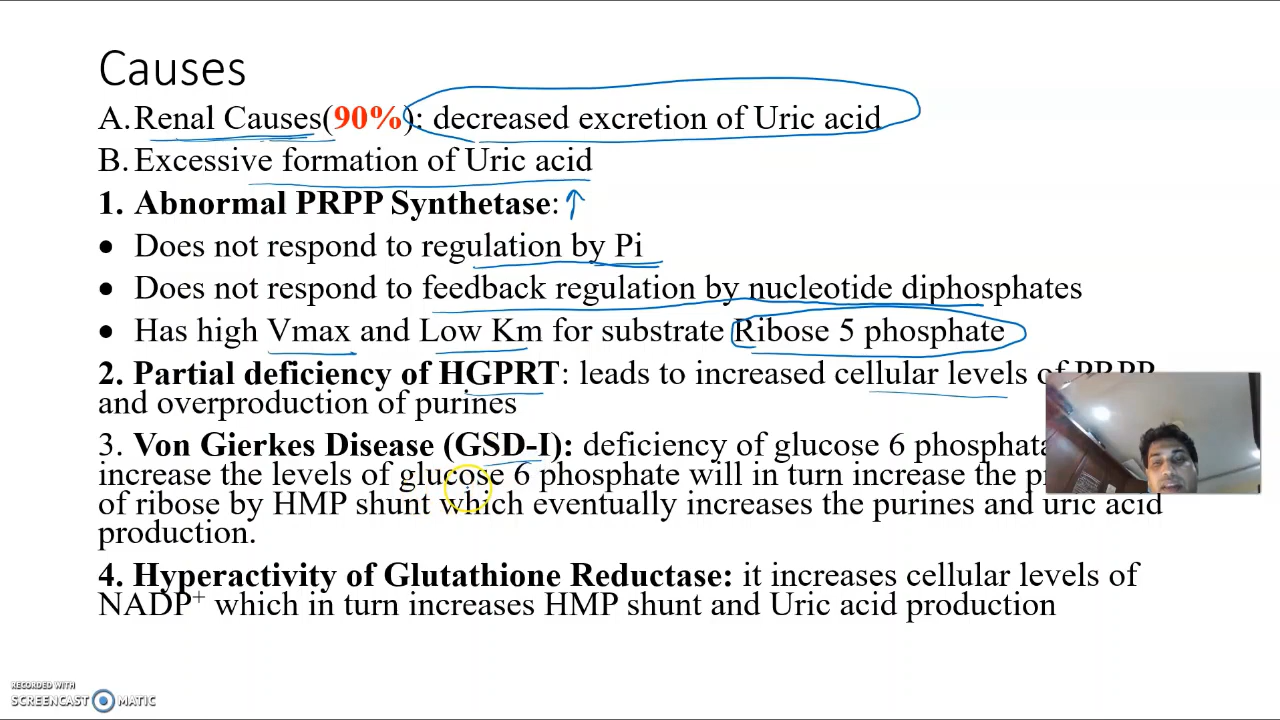 Causes
A. Renal Causes(90%): decreased excretion of Uric acid
B. Excessive formation of Uric acid
1. Abnormal PRPP Synthetase: ↑
• Does not respond to regulation by Pi
• Does not respond to feedback regulation by nucleotide diphosphates
• Has high Vmax and Low Km for substrate Ribose 5 phosphate
2. Partial deficiency of HGPRT: leads to increased cellular levels of PRPP
and overproduction of purines
3. Von Gierkes Disease (GSD-I): deficiency of glucose 6
increase the levels of glucose 6 phosphate will in turn increase the
of ribose by HMP shunt which eventually increases the purines and uric acid
production.
4. Hyperactivity of Glutathione Reductase: it increases cellular levels of
NADP⁺ which in turn increases HMP shunt and Uric acid production
RECORDED WITH
SCREENCAST MATIC